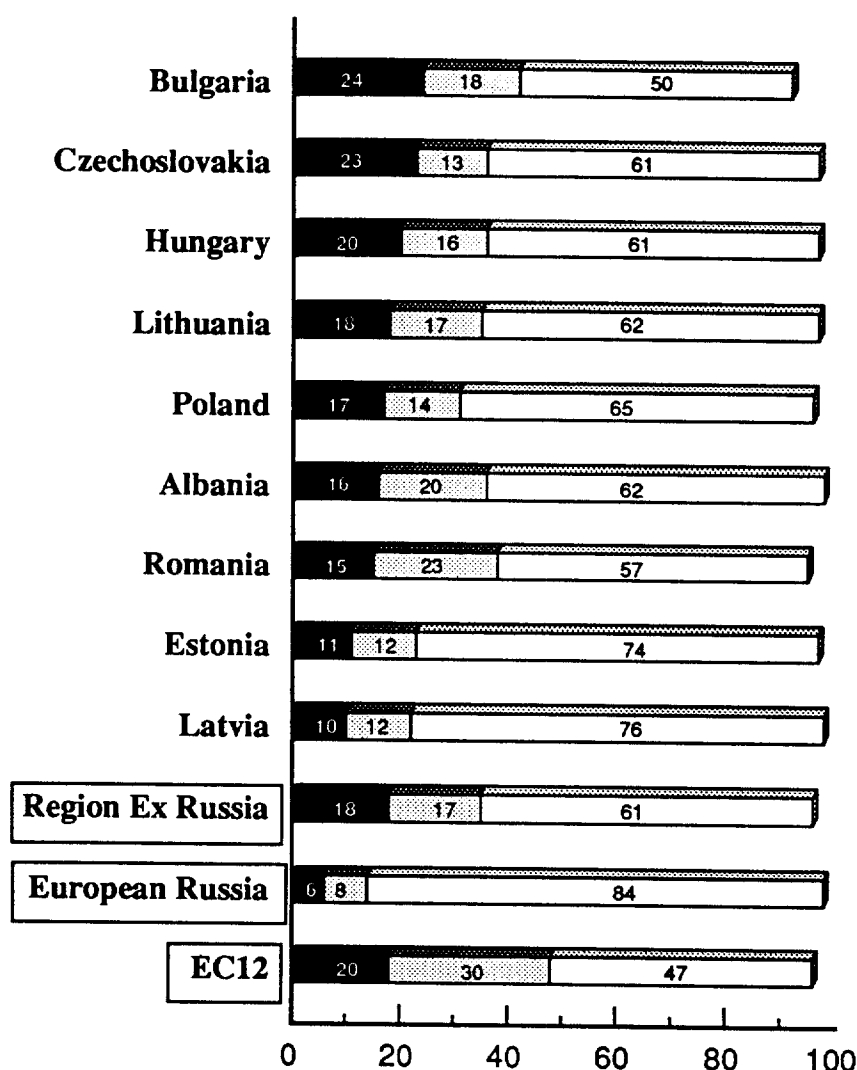 Bulgaria 24 18 50
Czechoslovakia 23 13 61
Hungary 20 16 61
Lithuania 18 17 62
Poland 17 14 65
Albania 16 20 62
Romania 15 23 57
Estonia 11 12 74
Latvia 10 12 76
Region Ex Russia 18 17 61
European Russia 6 8 84
EC12 20 30 47
0 20 40 60 80 100